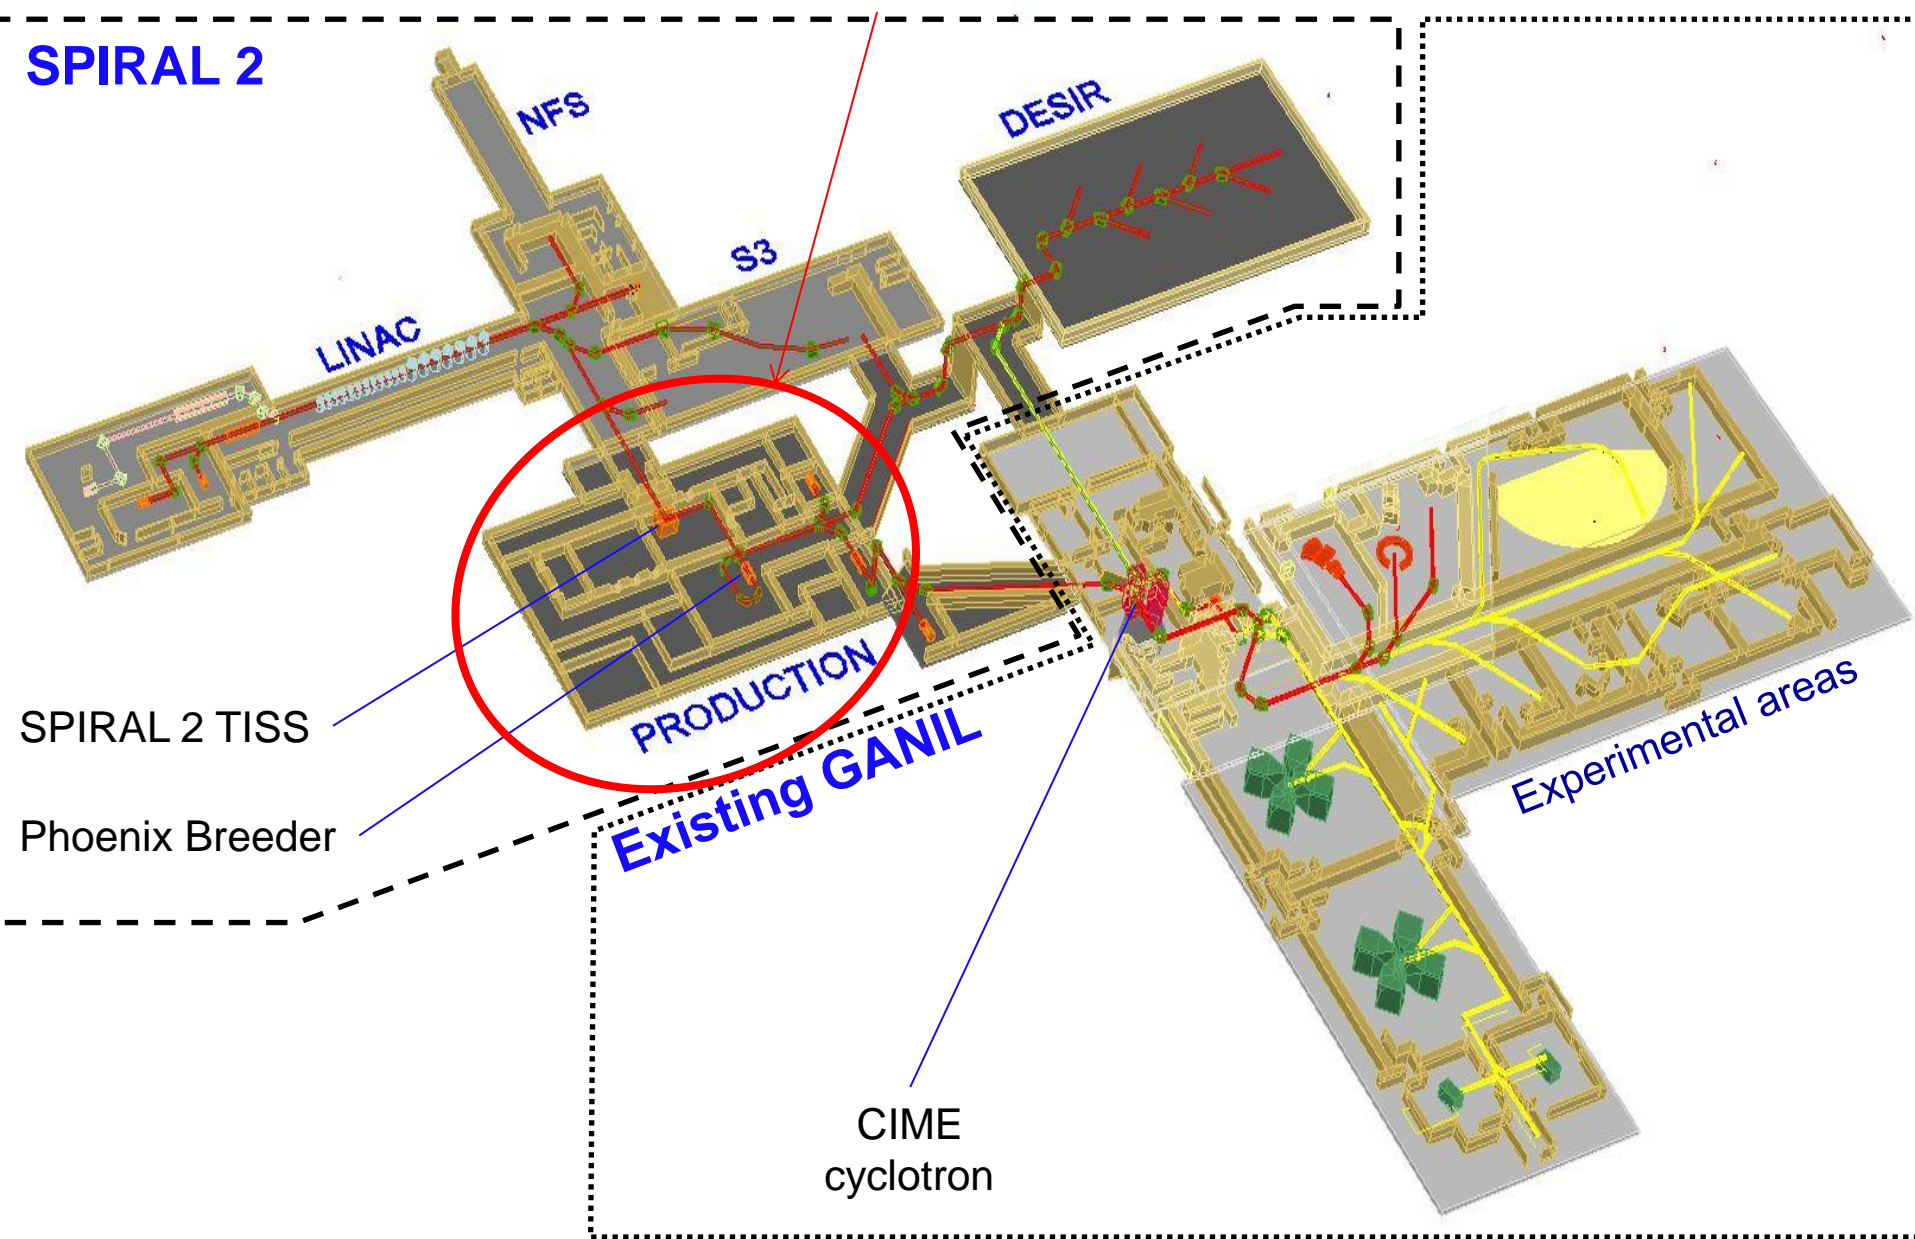 SPIRAL 2
NFS
DESIR
S3
LINAC
PRODUCTION
SPIRAL 2 TISS
Phoenix Breeder
Existing GANIL
Experimental areas
CIME
cyclotron